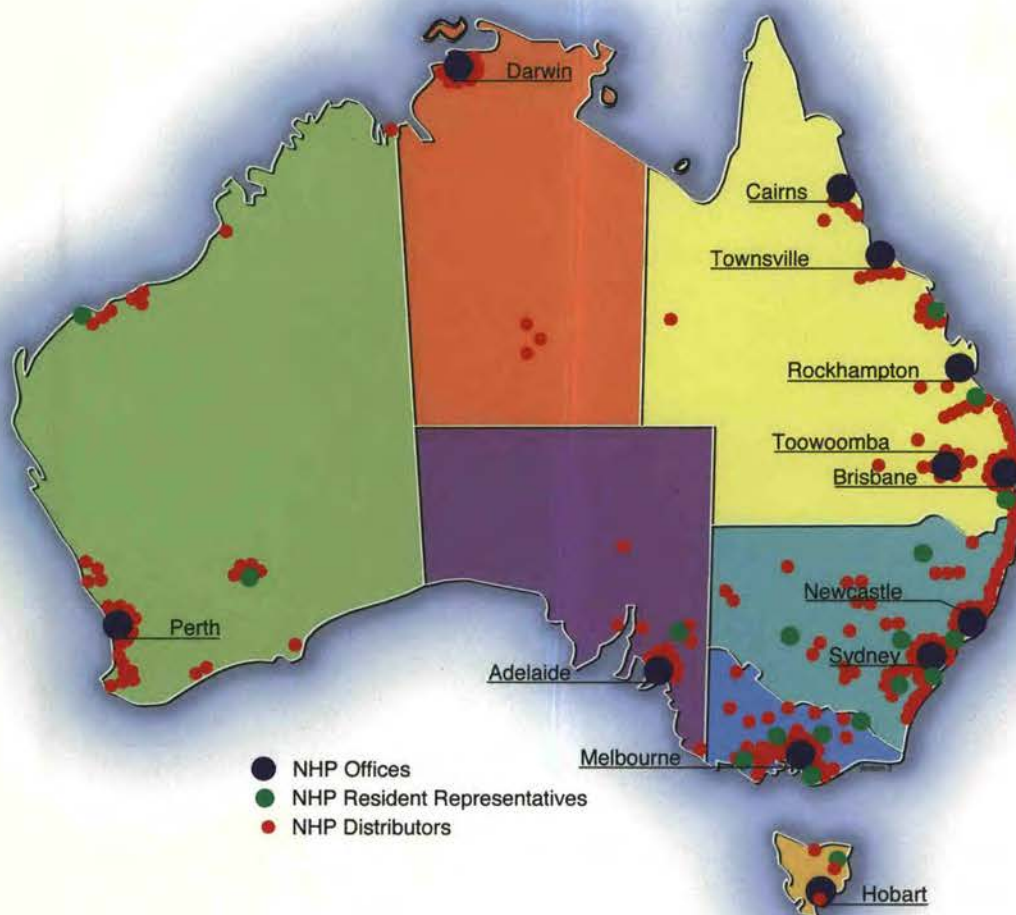 Darwin
Cairns
Townsville
Rockhampton
Toowoomba
Brisbane
Newcastle
Perth
Sydney
Adelaide
Melbourne
NHP Offices
NHP Resident Representatives
NHP Distributors
Hobart